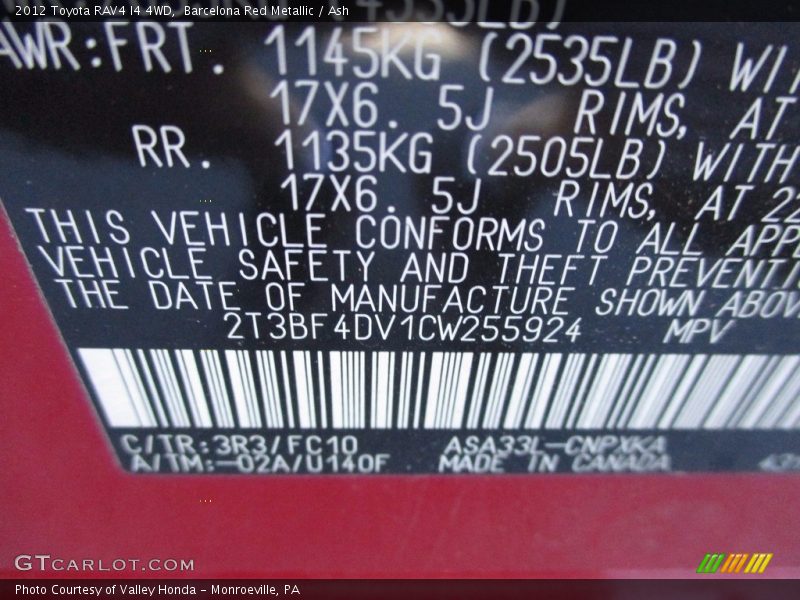 2012 Toyota RAV4 I4 4WD, Barcelona Red Metallic / Ash
AWR:FRT. 1145KG (2535LB) WI
17X6. 5J RIMS, AT
RR. 1135KG (2505LB) WITH
17X6. 5J RIMS, AT 22
THIS VEHICLE CONFORMS TO ALL APP
VEHICLE SAFETY AND THEFT PREVENTI
THE DATE OF MANUFACTURE SHOWN ABOV
2T3BF4DV1CW255924 MPV
C/TR:3R3/FC10 ASA33L-CNPXKA
A/TM:-02A/U140F MADE IN CANADA
GTCARLOT.COM
Photo Courtesy of Valley Honda - Monroeville, PA